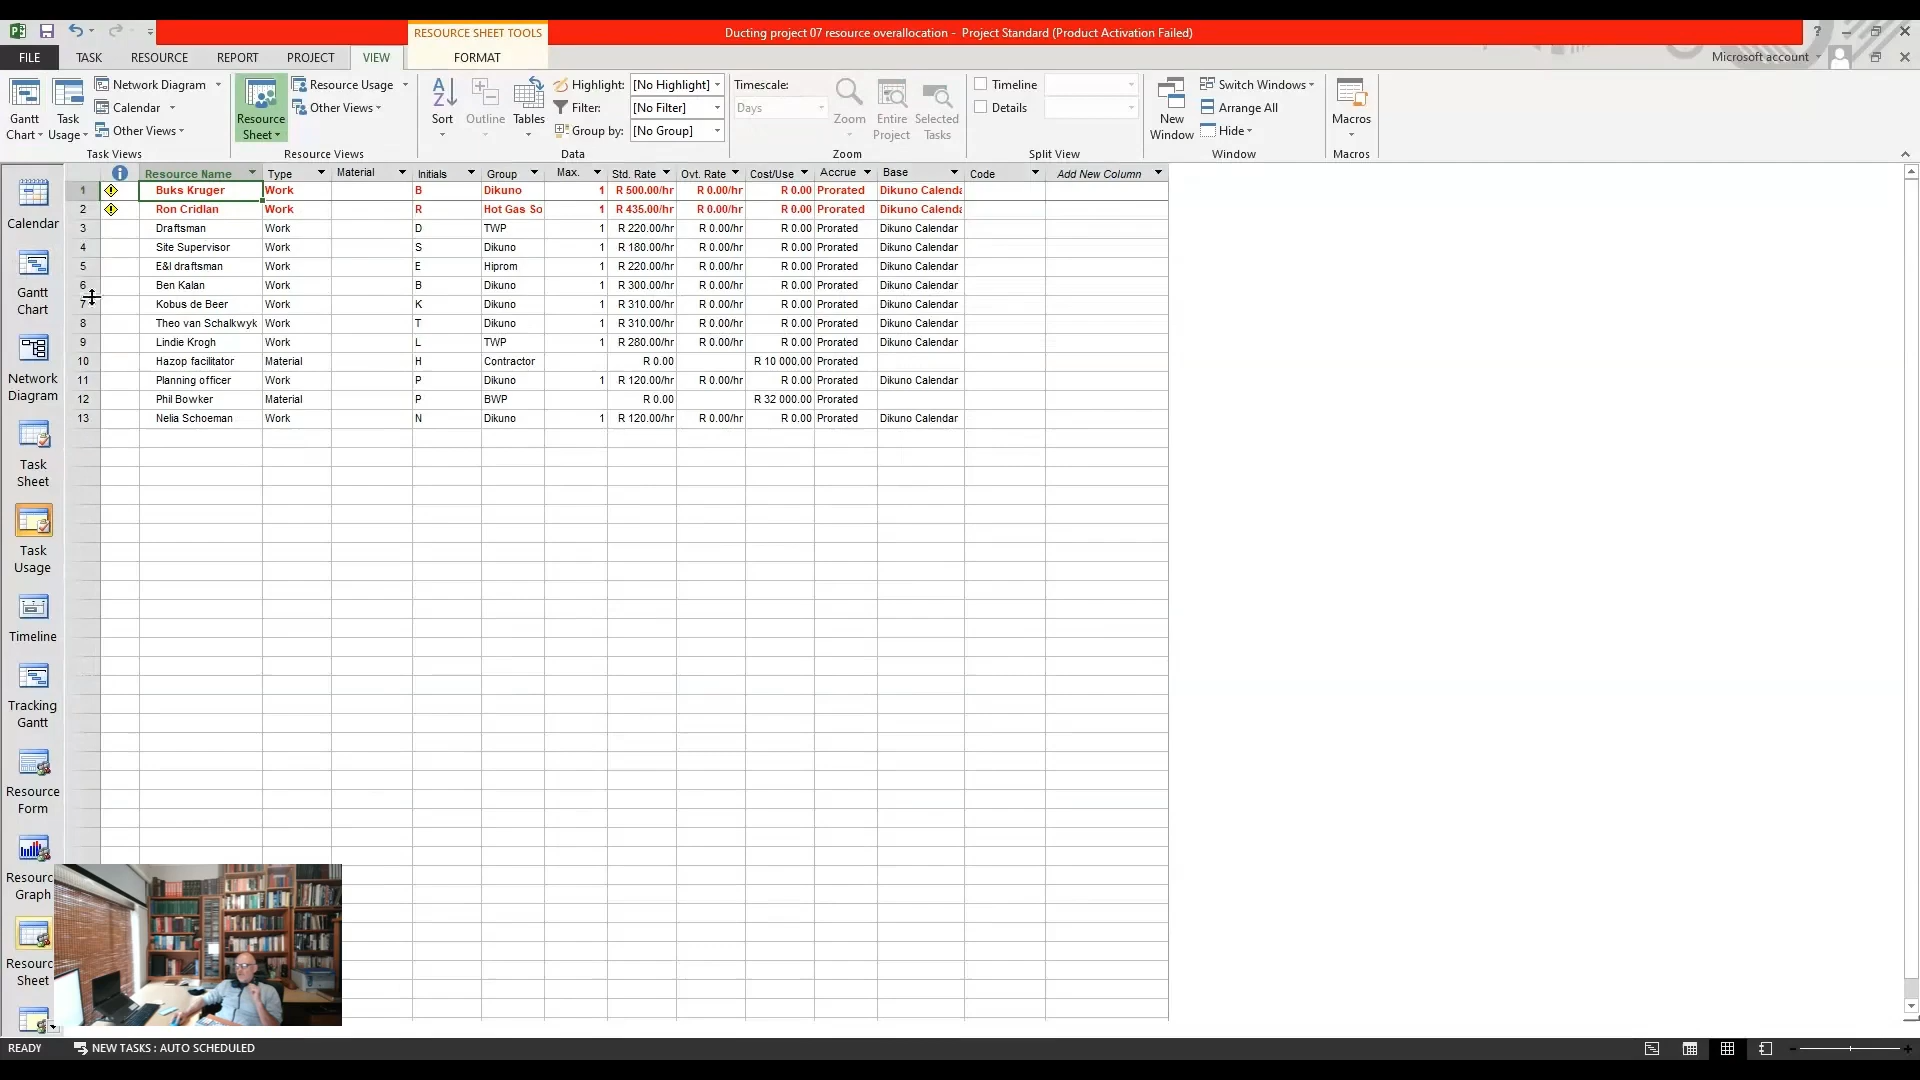 RESOURCE SHEET TOOLS
Ducting project 07 resource overallocation - Project Standard (Product Activation Failed)
FILE TASK RESOURCE REPORT PROJECT VIEW FORMAT Microsoft account
Gantt Chart
Task Usage
Network Diagram
Calendar
Other Views
Task Views
Resource Sheet
Resource Usage
Other Views
Resource Views
Sort
Outline
Tables
Highlight: [No Highlight]
Filter: [No Filter]
Group by: [No Group]
Data
Timescale:
Days
Zoom
Entire Project
Selected Tasks
Zoom
Timeline
Details
Split View
New Window
Switch Windows
Arrange All
Hide
Window
Macros
Macros
Resource Name Type Material Initials Group Max. Std. Rate Ovt. Rate Cost/Use Accrue Base Code Add New Column
1 Buks Kruger Work B Dikuno 1 R 500.00/hr R 0.00/hr R 0.00 Prorated Dikuno Calenda
2 Ron Cridlan Work R Hot Gas So 1 R 435.00/hr R 0.00/hr R 0.00 Prorated Dikuno Calenda
3 Draftsman Work D TWP 1 R 220.00/hr R 0.00/hr R 0.00 Prorated Dikuno Calendar
4 Site Supervisor Work S Dikuno 1 R 180.00/hr R 0.00/hr R 0.00 Prorated Dikuno Calendar
5 E&I draftsman Work E Hiprom 1 R 220.00/hr R 0.00/hr R 0.00 Prorated Dikuno Calendar
6 Ben Kalan Work B Dikuno 1 R 300.00/hr R 0.00/hr R 0.00 Prorated Dikuno Calendar
7 Kobus de Beer Work K Dikuno 1 R 310.00/hr R 0.00/hr R 0.00 Prorated Dikuno Calendar
8 Theo van Schalkwyk Work T Dikuno 1 R 310.00/hr R 0.00/hr R 0.00 Prorated Dikuno Calendar
9 Lindie Krogh Work L TWP 1 R 280.00/hr R 0.00/hr R 0.00 Prorated Dikuno Calendar
10 Hazop facilitator Material H Contractor R 0.00 R 10 000.00 Prorated
11 Planning officer Work P Dikuno 1 R 120.00/hr R 0.00/hr R 0.00 Prorated Dikuno Calendar
12 Phil Bowker Material P BWP R 0.00 R 32 000.00 Prorated
13 Nelia Schoeman Work N Dikuno 1 R 120.00/hr R 0.00/hr R 0.00 Prorated Dikuno Calendar
Calendar
Gantt
Chart
Network
Diagram
Task
Sheet
Task
Usage
Timeline
Tracking
Gantt
Resource
Form
Resourc
Graph
Resourc
Sheet
READY NEW TASKS : AUTO SCHEDULED